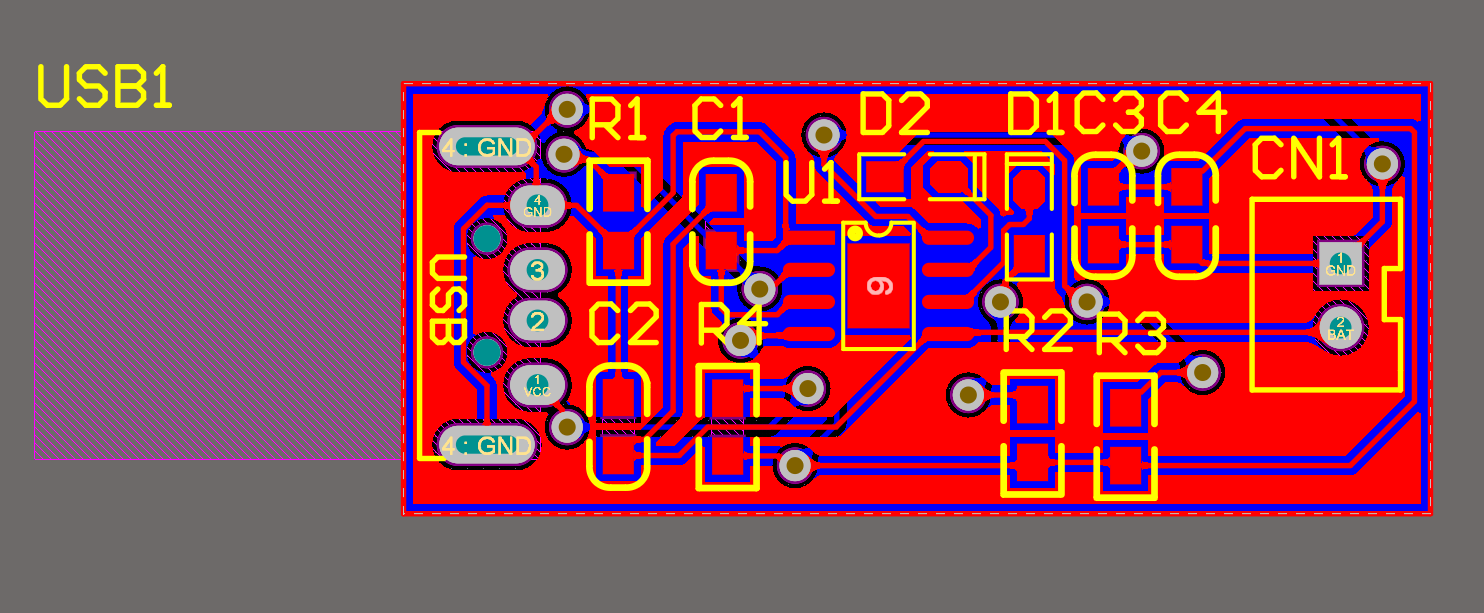 USB1
R1
C1
D2
D1
C3
C4
CN1
U1
4 : GND
4
GND
3
2
1
VCC
4 : GND
USB
C2
R4
9
R2
R3
1
GND
2
BAT